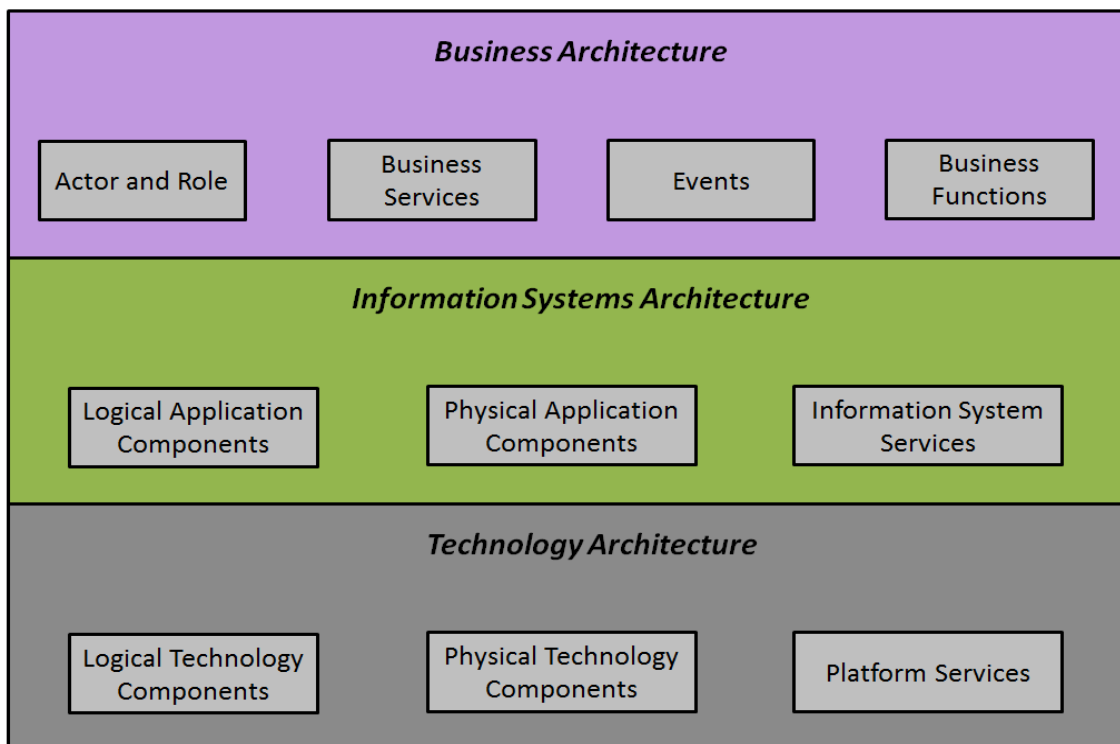 Business Architecture
Actor and Role
Business
Services
Events
Business
Functions
Information Systems Architecture
Logical Application
Components
Physical Application
Components
Information System
Services
Technology Architecture
Logical Technology
Components
Physical Technology
Components
Platform Services